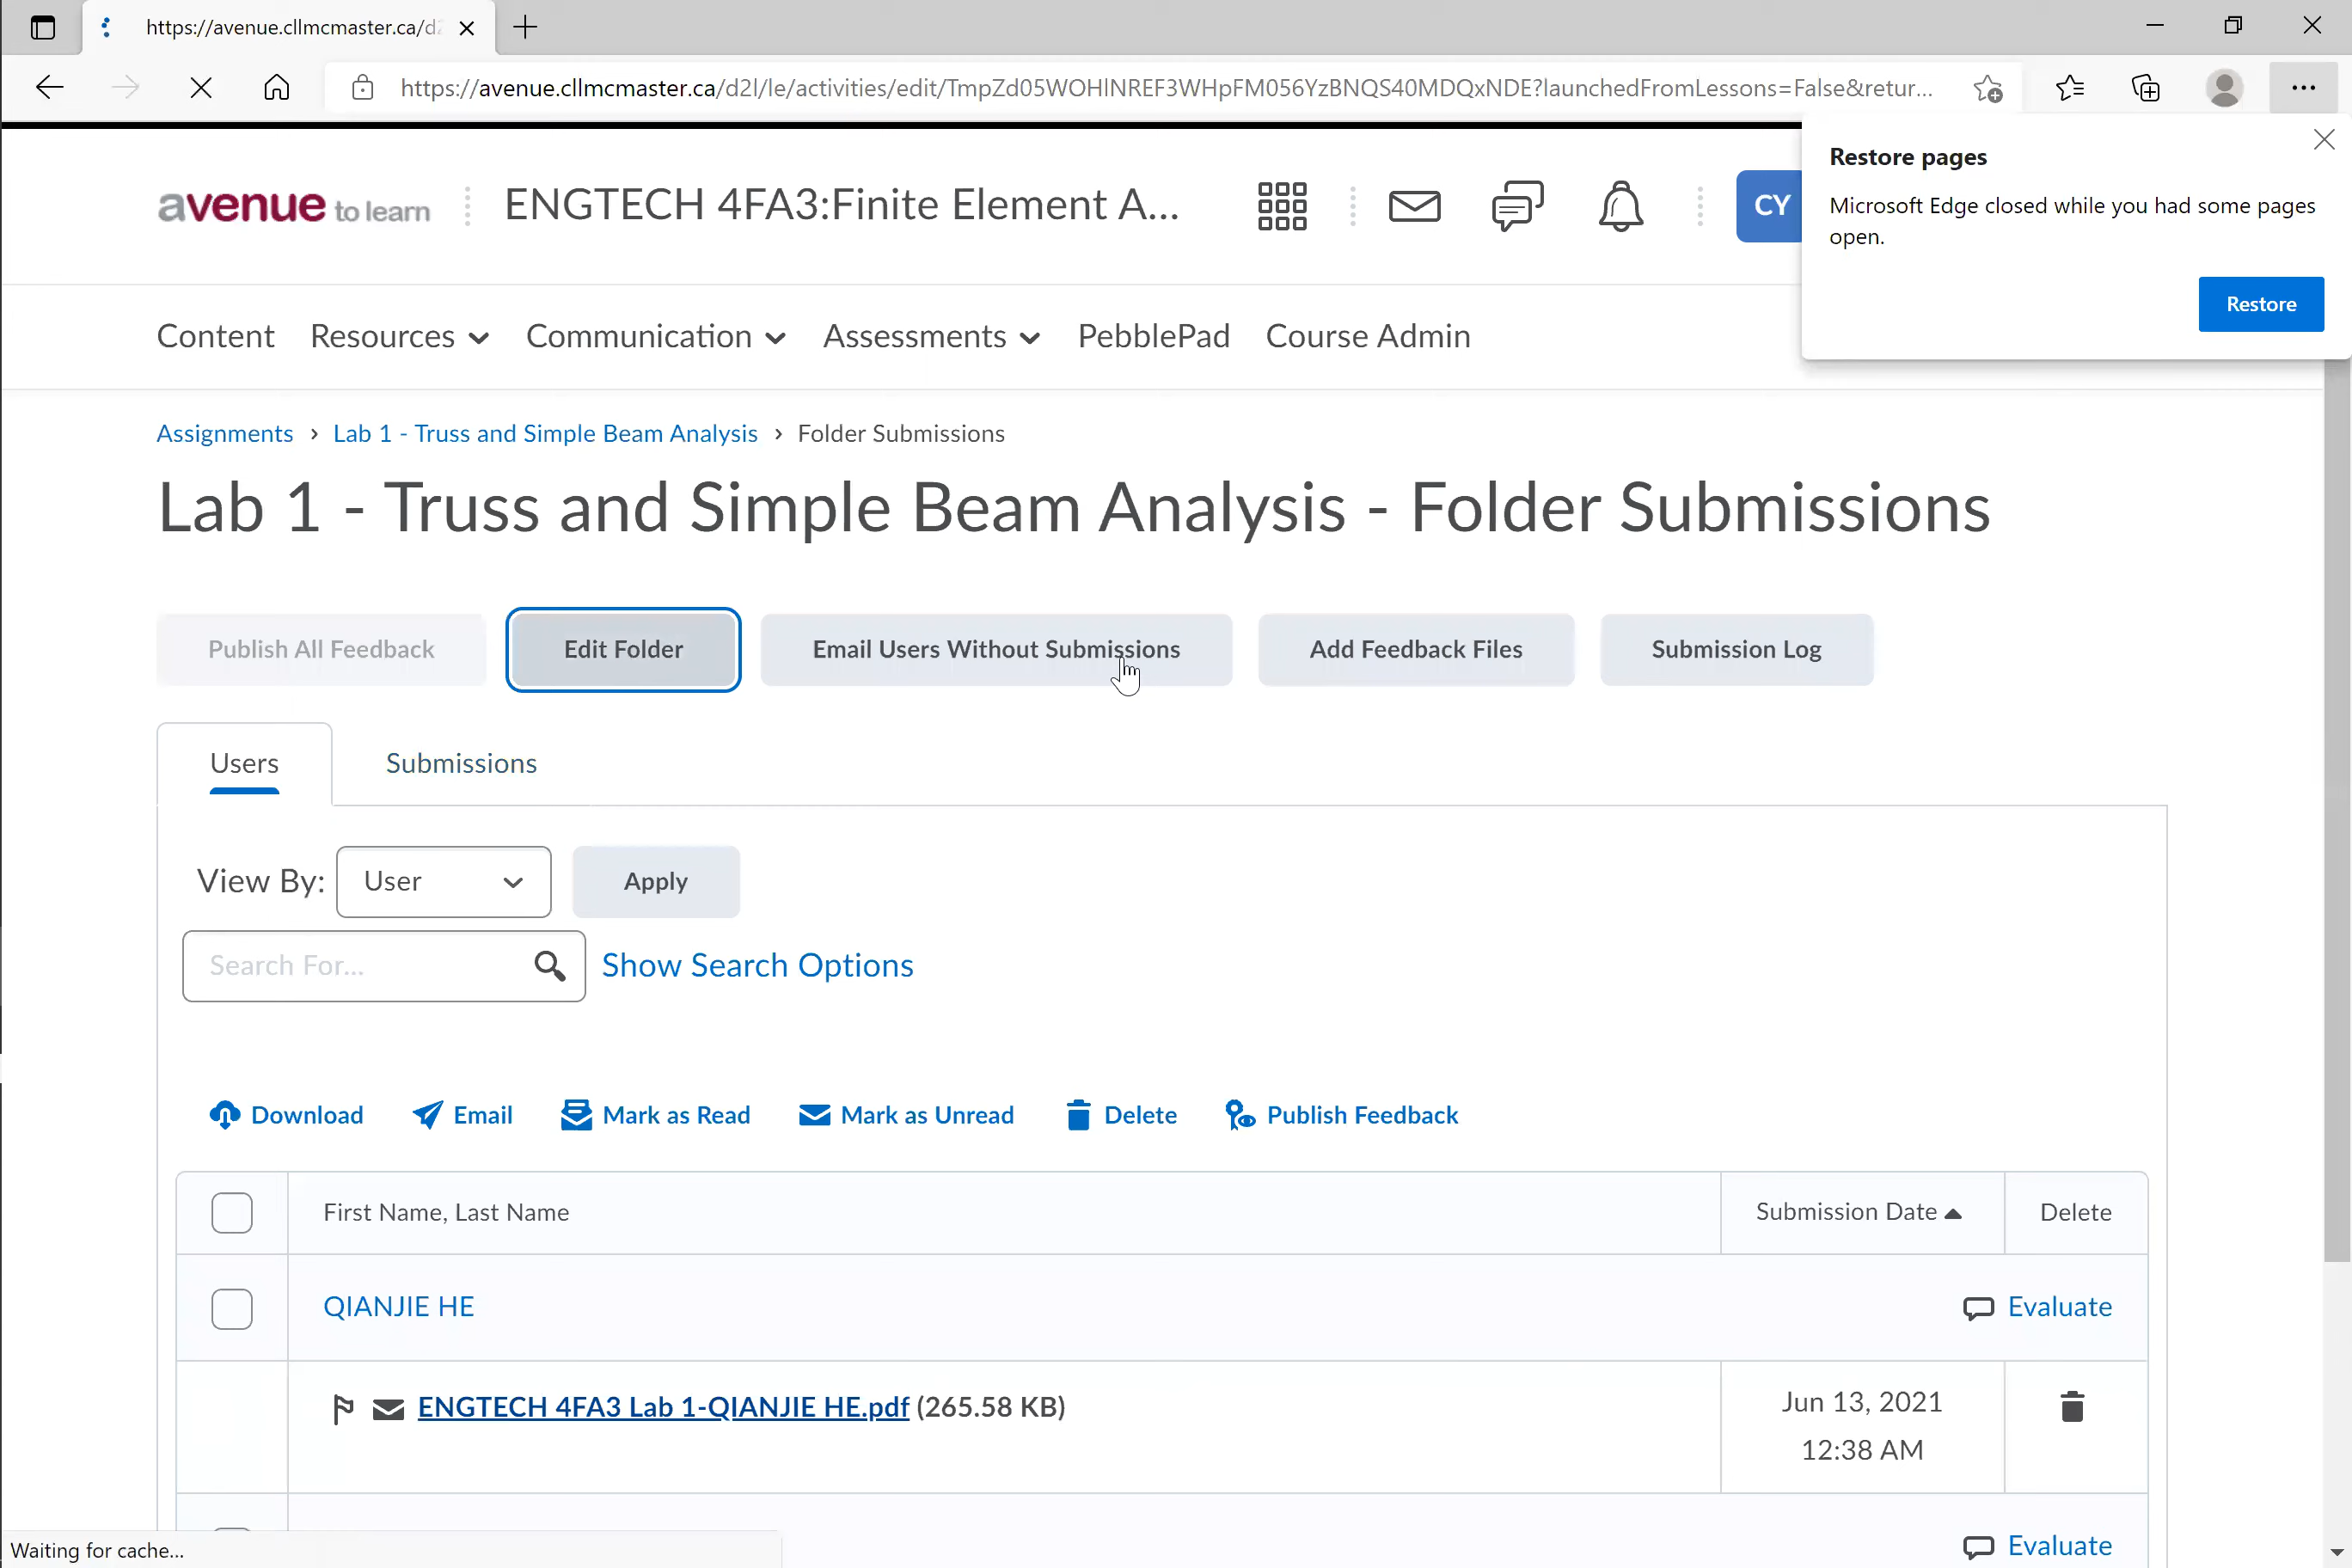 https://avenue.cllmcmaster.ca/d2
https://avenue.cllmcmaster.ca/d2l/le/activities/edit/TmpZd05WOHlNREF3WHpFM056YzBNQS40MDQxNDE?launchedFromLessons=False&retur...
Restore pages
Microsoft Edge closed while you had some pages
open.
Restore
avenue to learn
ENGTECH 4FA3:Finite Element A...
CY
Content Resources Communication Assessments PebblePad Course Admin
Assignments › Lab 1 - Truss and Simple Beam Analysis › Folder Submissions
Lab 1 - Truss and Simple Beam Analysis - Folder Submissions
Publish All Feedback Edit Folder Email Users Without Submissions Add Feedback Files Submission Log
Users Submissions
View By: User Apply
Search For... Show Search Options
Download Email Mark as Read Mark as Unread Delete Publish Feedback
First Name, Last Name Submission Date Delete
QIANJIE HE Evaluate
ENGTECH 4FA3 Lab 1-QIANJIE HE.pdf (265.58 KB) Jun 13, 2021
12:38 AM
Evaluate
Waiting for cache...